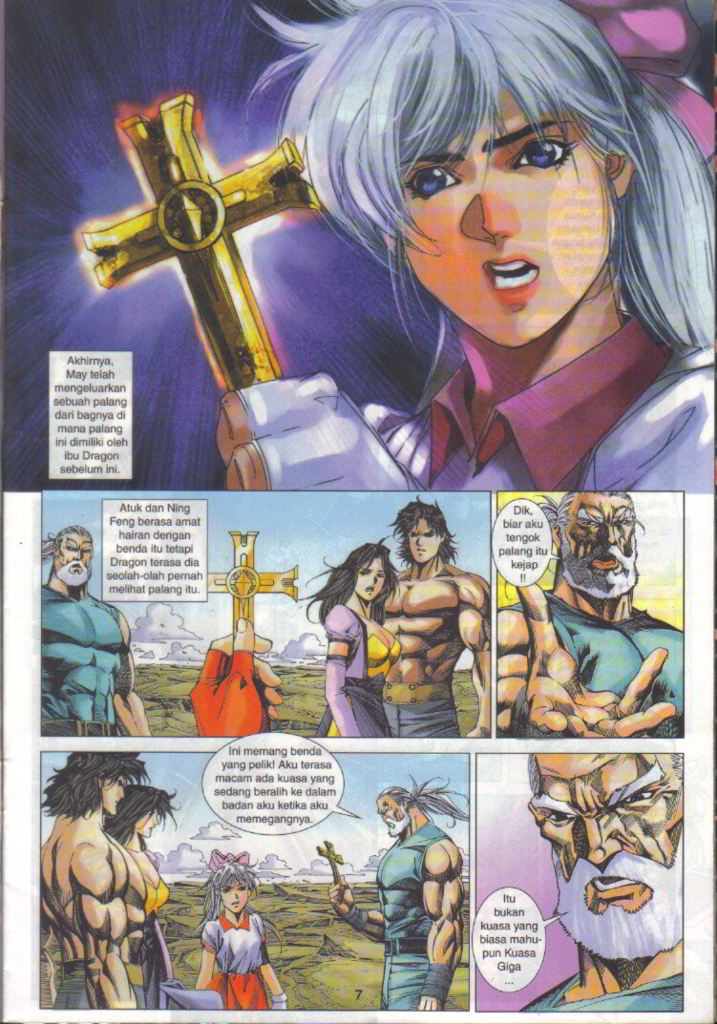 Akhirnya,
May telah
mengeluarkan
sebuah palang
dari bagnya di
mana palang
ini dimiliki oleh
ibu Dragon
sebelum ini.
Atuk dan Ning
Feng berasa amat
hairan dengan
benda itu tetapi
Dragon terasa
seolah-olah pernah
melihat palang itu.
Dik,
biar aku
tengok
palang itu
kejap
!!
Ini memang benda
yang pelik! Aku terasa
macam ada kuasa yang
sedang beralih ke dalam
badan aku ketika aku
memegangnya.
Itu
bukan
kuasa yang
biasa mahu-
pun Kuasa
Giga
...
7